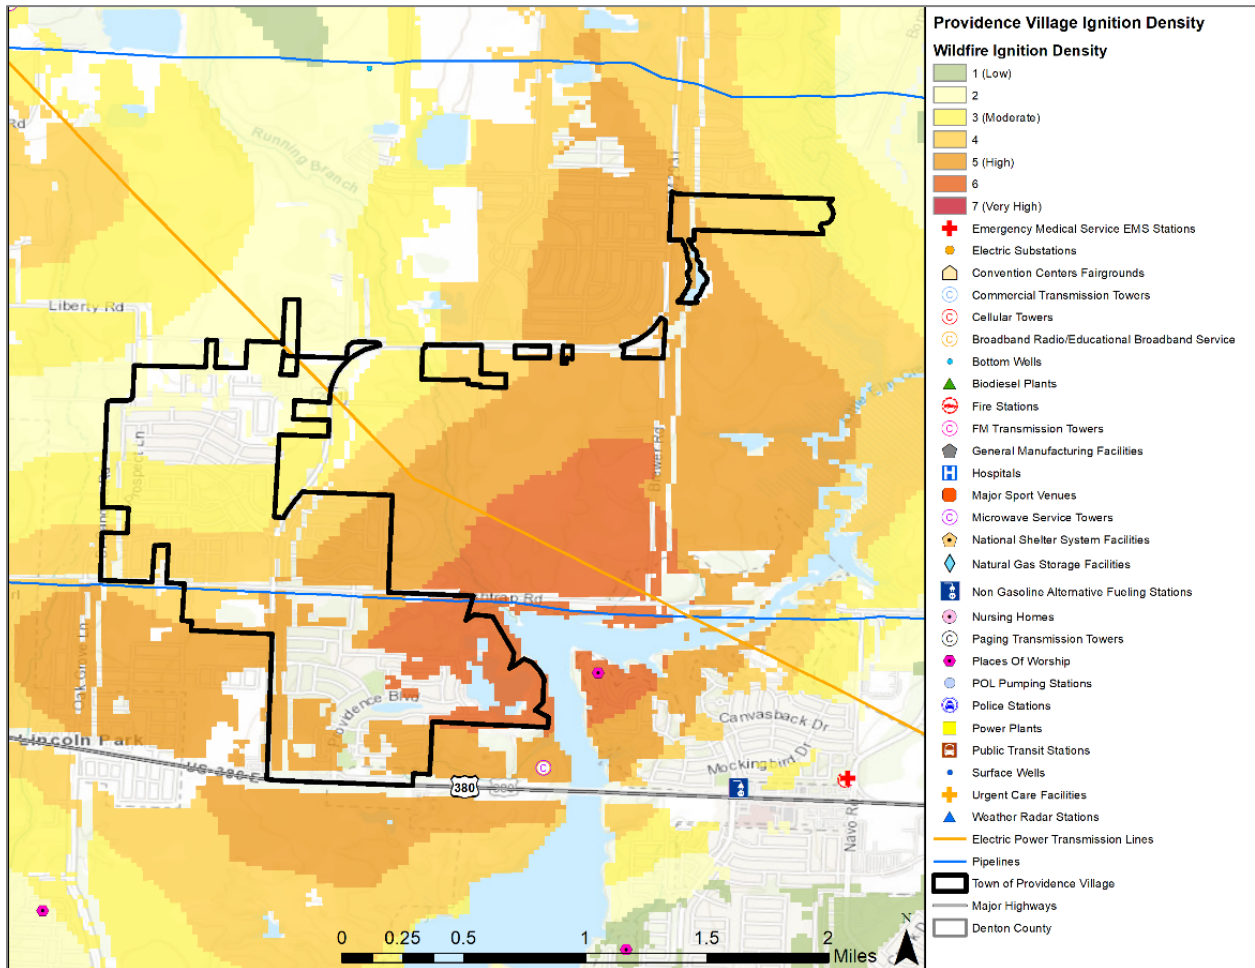 Rd
Running Branch
Liberty Rd
Prospect Ln
Brewer Rd
Oak Grove Ln
Providence Blvd
Lincoln Park
US-380 E
380
Canvasback Dr
Mockingbird Dr
Navo Rd
N
0 0.25 0.5 1 1.5 2
Miles
Providence Village Ignition Density
Wildfire Ignition Density
1 (Low)
2
3 (Moderate)
4
5 (High)
6
7 (Very High)
Emergency Medical Service EMS Stations
Electric Substations
Convention Centers Fairgrounds
Commercial Transmission Towers
Cellular Towers
Broadband Radio/Educational Broadband Service
Bottom Wells
Biodiesel Plants
Fire Stations
FM Transmission Towers
General Manufacturing Facilities
Hospitals
Major Sport Venues
Microwave Service Towers
National Shelter System Facilities
Natural Gas Storage Facilities
Non Gasoline Alternative Fueling Stations
Nursing Homes
Paging Transmission Towers
Places Of Worship
POL Pumping Stations
Police Stations
Power Plants
Public Transit Stations
Surface Wells
Urgent Care Facilities
Weather Radar Stations
Electric Power Transmission Lines
Pipelines
Town of Providence Village
Major Highways
Denton County